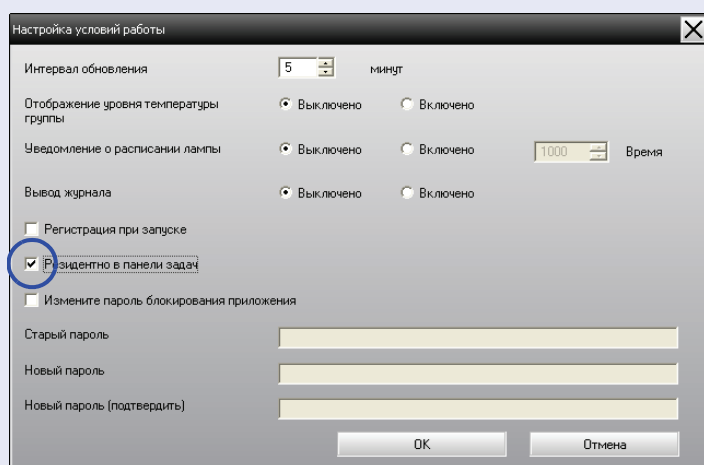 Настройка условий работы
Интервал обновления 5 минут
Отображение уровня температуры группы Выключено Включено
Уведомление о расписании лампы Выключено Включено 1000 Время
Вывод журнала Выключено Включено
Регистрация при запуске
Резидентно в панели задач
Измените пароль блокирования приложения
Старый пароль
Новый пароль
Новый пароль (подтвердить)
OK Отмена